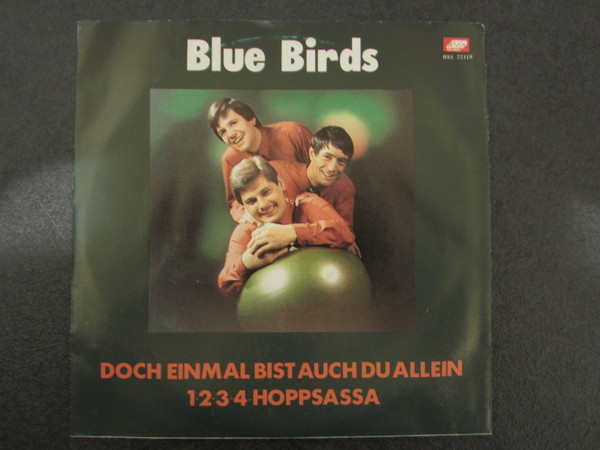 Blue Birds
DOCH EINMAL BIST AUCH DU ALLEIN
1-2-3-4-HOPPSASSA